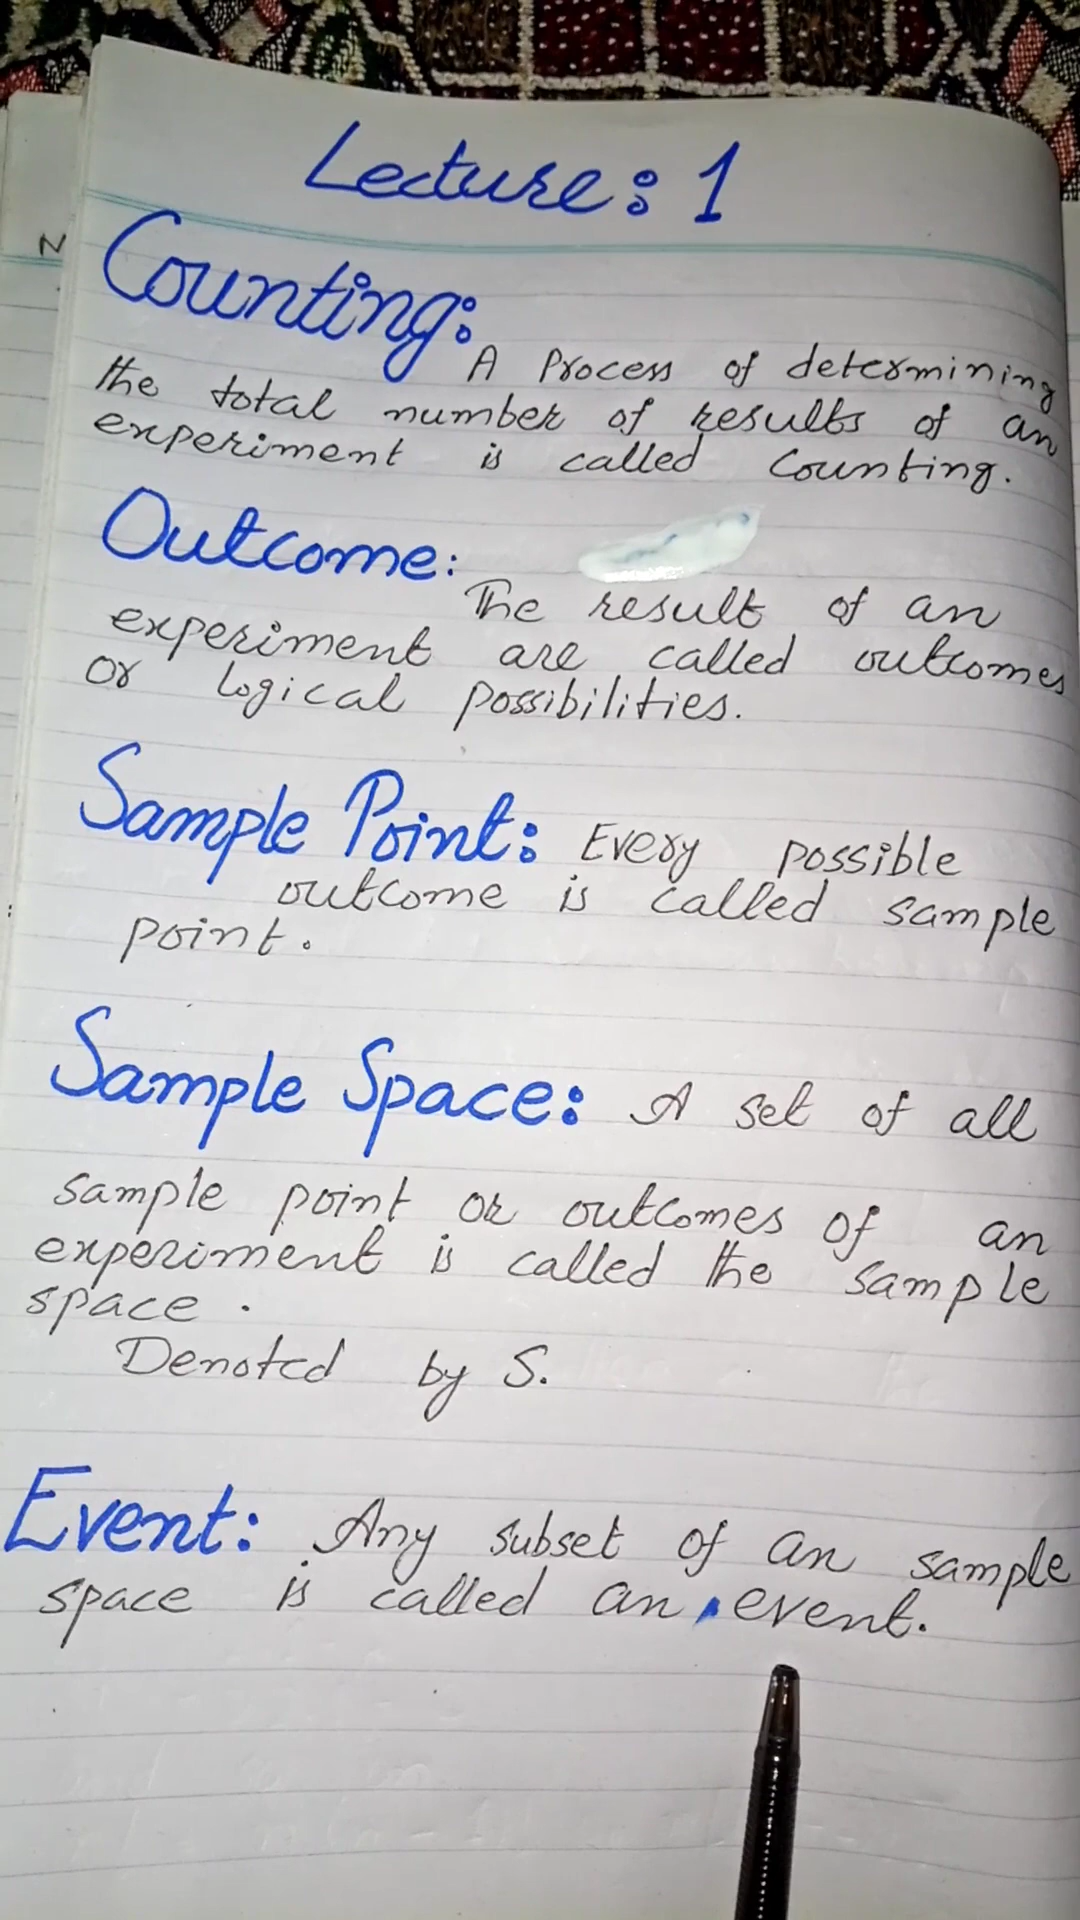 Lecture: 1
Counting:
A Process of determining
the total number of results of an
experiment is called Counting.
Outcome:
The result of an
experiment are called outcomes
or logical possibilities.
Sample Point: Every possible
outcome is called sample
point.
Sample Space: A set of all
sample point or outcomes of an
experiment is called the sample
space.
Denoted by S.
Event: Any subset of an sample
space is called an event.
N